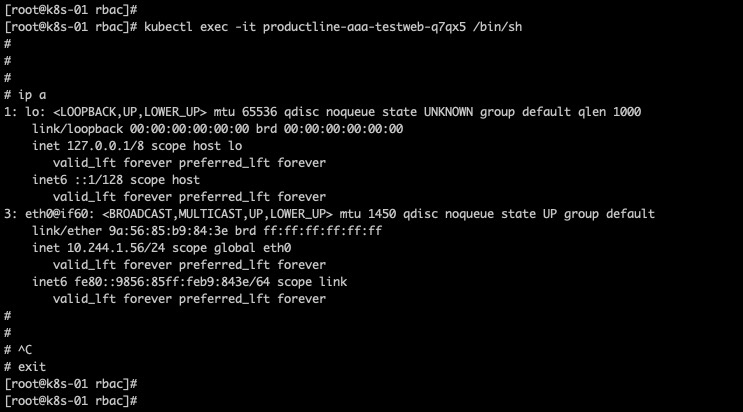 [root@k8s-01 rbac]#
[root@k8s-01 rbac]# kubectl exec -it productline-aaa-testweb-q7qx5 /bin/sh
#
#
#
# ip a
1: lo: <LOOPBACK,UP,LOWER_UP> mtu 65536 qdisc noqueue state UNKNOWN group default qlen 1000
    link/loopback 00:00:00:00:00:00 brd 00:00:00:00:00:00
    inet 127.0.0.1/8 scope host lo
       valid_lft forever preferred_lft forever
    inet6 ::1/128 scope host
       valid_lft forever preferred_lft forever
3: eth0@if60: <BROADCAST,MULTICAST,UP,LOWER_UP> mtu 1450 qdisc noqueue state UP group default
    link/ether 9a:56:85:b9:84:3e brd ff:ff:ff:ff:ff:ff
    inet 10.244.1.56/24 scope global eth0
       valid_lft forever preferred_lft forever
    inet6 fe80::9856:85ff:feb9:843e/64 scope link
       valid_lft forever preferred_lft forever
#
#
# ^C
# exit
[root@k8s-01 rbac]#
[root@k8s-01 rbac]#